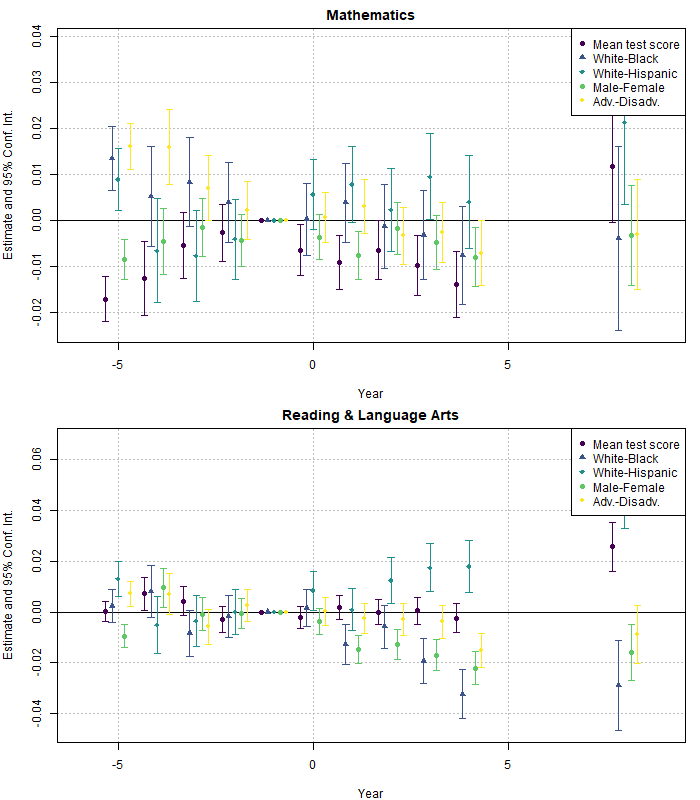 Mathematics
0.04
0.03
0.02
0.01
0.00
-0.01
-0.02
Estimate and 95% Conf. Int.
Mean test score
White-Black
White-Hispanic
Male-Female
Adv.-Disadv.
-5 0 5
Year
Reading & Language Arts
0.06
0.04
0.02
0.00
-0.02
-0.04
Estimate and 95% Conf. Int.
Mean test score
White-Black
White-Hispanic
Male-Female
Adv.-Disadv.
-5 0 5
Year